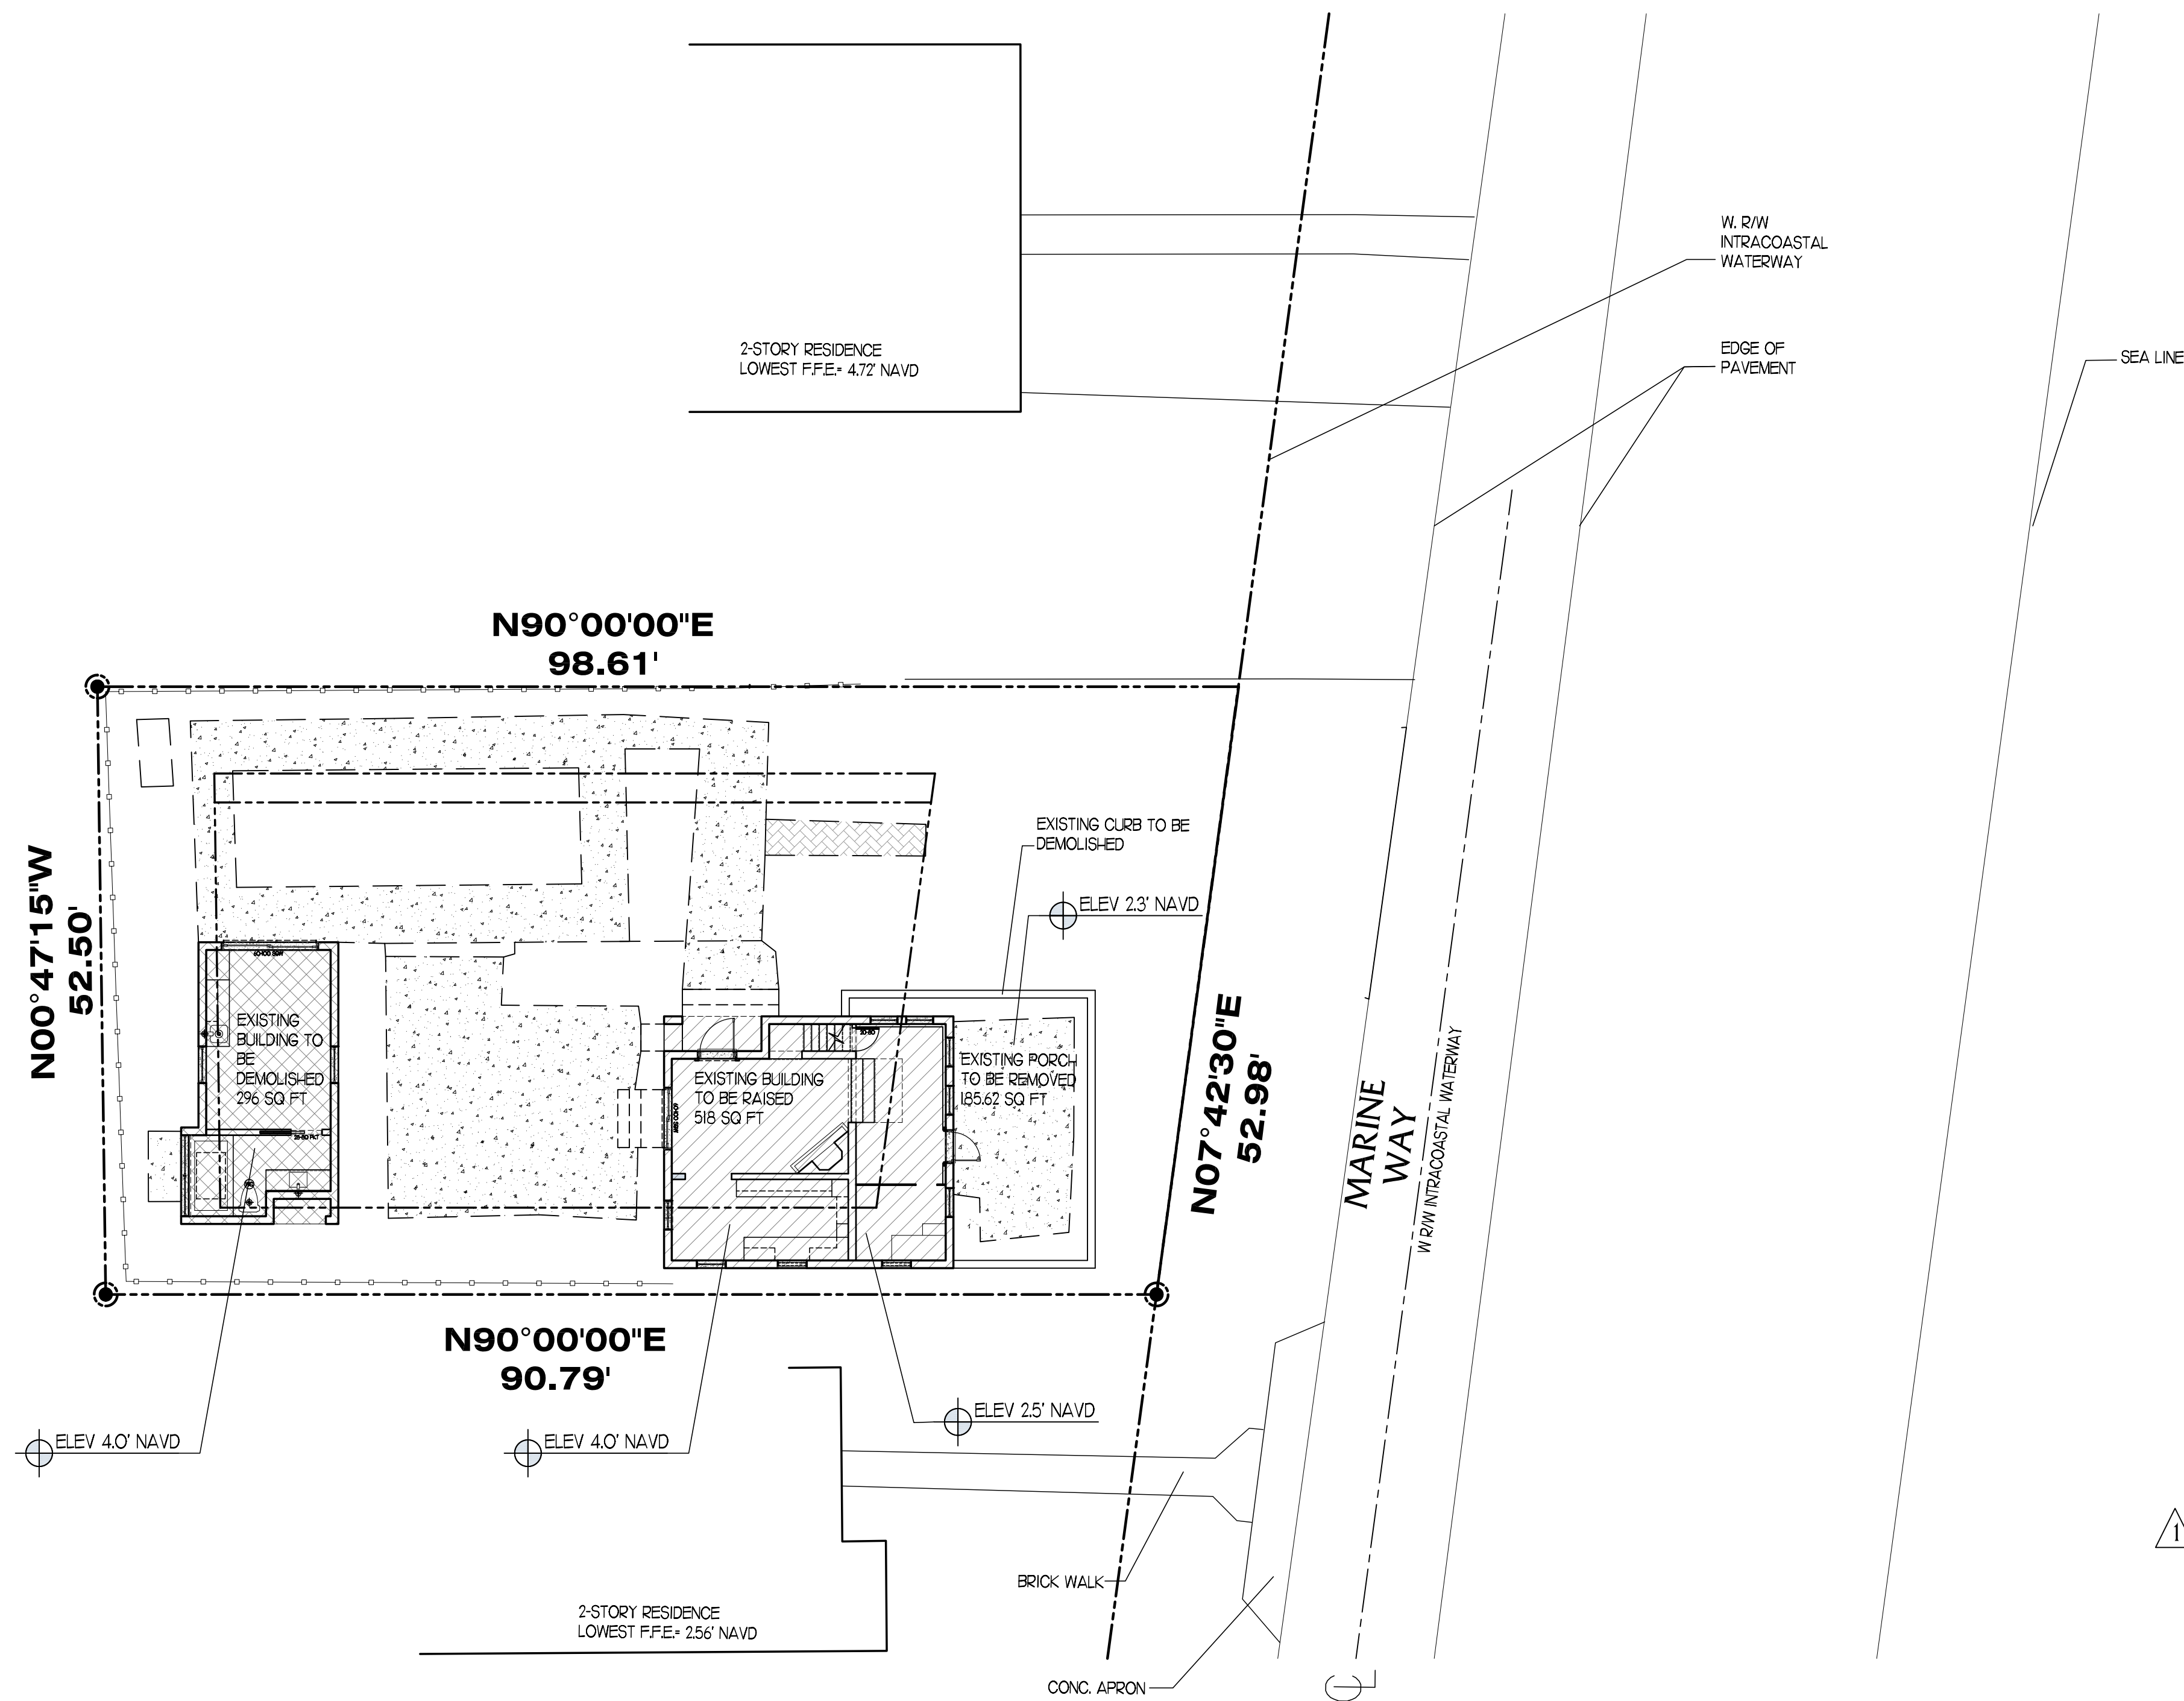 W. R/W
INTRACOASTAL
WATERWAY
2-STORY RESIDENCE
LOWEST F.F.E.= 4.72' NAVD
EDGE OF
PAVEMENT
SEA LINE
N90°00'00"E
98.61'
EXISTING CURB TO BE
DEMOLISHED
ELEV 2.3' NAVD
N00°47'15"W
52.50'
EXISTING
BUILDING TO
BE
DEMOLISHED
296 SQ FT
EXISTING BUILDING
TO BE RAISED
518 SQ FT
EXISTING PORCH
TO BE REMOVED
185.62 SQ FT
N07°42'30"E
52.98'
MARINE
WAY
W R/W INTRACOASTAL WATERWAY
N90°00'00"E
90.79'
ELEV 4.0' NAVD
ELEV 4.0' NAVD
ELEV 2.5' NAVD
BRICK WALK
2-STORY RESIDENCE
LOWEST F.F.E.= 2.56' NAVD
CONC. APRON
1